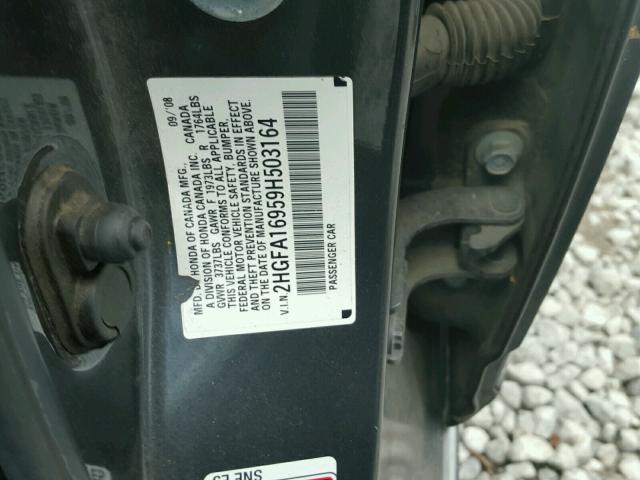 MFD. BY HONDA OF CANADA MFG. 09/'08
A DIVISION OF HONDA CANADA INC. CANADA
GVWR 3737LBS GAWR F 1973LBS R 1764LBS
THIS VEHICLE CONFORMS TO ALL APPLICABLE
FEDERAL MOTOR VEHICLE SAFETY, BUMPER,
AND THEFT PREVENTION STANDARDS IN EFFECT
ON THE DATE OF MANUFACTURE SHOWN ABOVE.
V.I.N. 2HGFA16959H503164
PASSENGER CAR